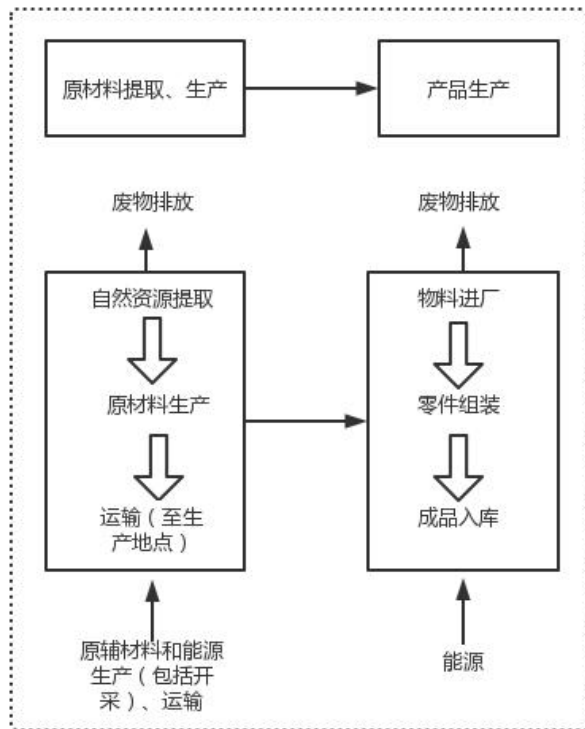 原材料提取、生产
产品生产
废物排放
废物排放
自然资源提取
原材料生产
运输（至生
产地点）
物料进厂
零件组装
成品入库
原辅材料和能源
生产（包括开
采）、运输
能源